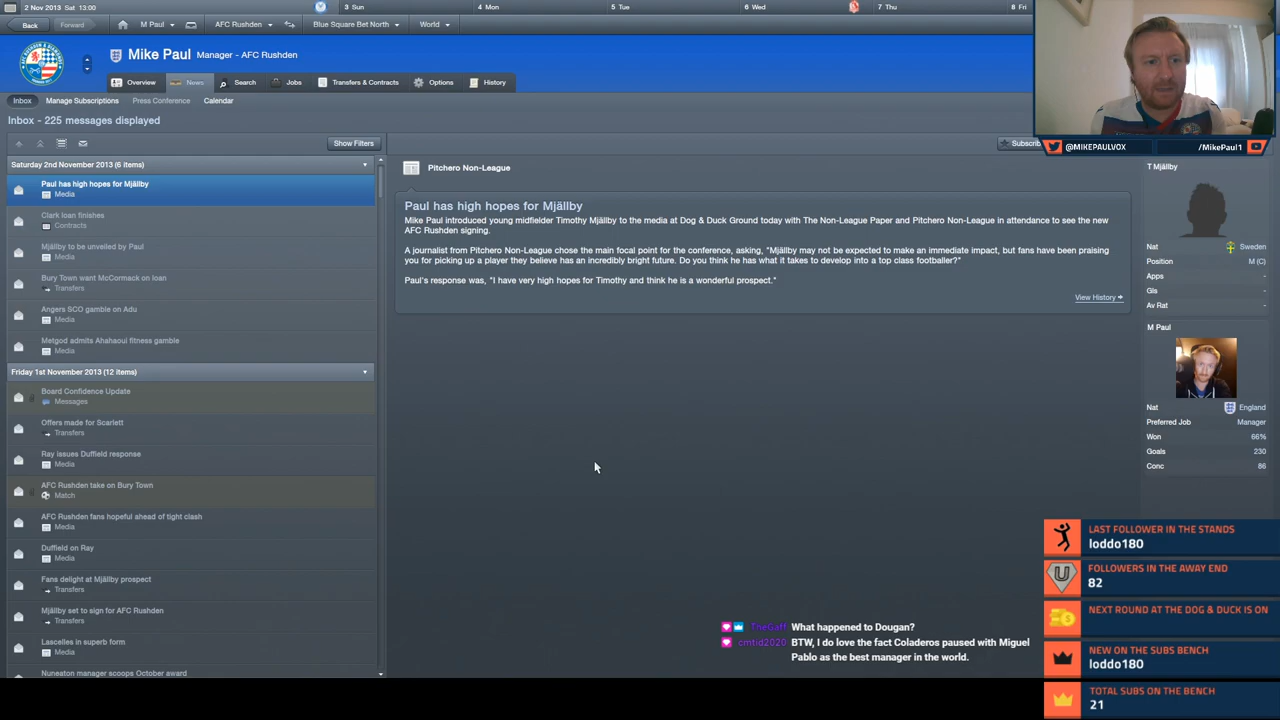 2 Nov 2013 Sat 13:00
3 Sun
4 Mon
5 Tue
6 Wed
7 Thu
8 Fri
Back
Forward
M Paul
AFC Rushden
Blue Square Bet North
World
Mike Paul Manager - AFC Rushden
Overview
News
Search
Jobs
Transfers & Contracts
Options
History
Inbox
Manage Subscriptions
Press Conference
Calendar
Inbox - 225 messages displayed
Show Filters
Saturday 2nd November 2013 (6 items)
Paul has high hopes for Mjällby
Media
Clark loan finishes
Contracts
Mjällby to be unveiled by Paul
Media
Bury Town want McCormack on loan
Transfers
Angers SCO gamble on Adu
Media
Metgod admits Ahahaoul fitness gamble
Media
Friday 1st November 2013 (12 items)
Board Confidence Update
Messages
Offers made for Scarlett
Transfers
Ray issues Duffield response
Media
AFC Rushden take on Bury Town
Match
AFC Rushden fans hopeful ahead of tight clash
Media
Duffield on Ray
Media
Fans delight at Mjällby prospect
Transfers
Mjällby set to sign for AFC Rushden
Transfers
Lascelles in superb form
Media
Nuneaton manager scoops October award
Pitchero Non-League
Paul has high hopes for Mjällby
Mike Paul introduced young midfielder Timothy Mjällby to the media at Dog & Duck Ground today with The Non-League Paper and Pitchero Non-League in attendance to see the new
AFC Rushden signing.
A journalist from Pitchero Non-League chose the main focal point for the conference, asking, "Mjällby may not be expected to make an immediate impact, but fans have been praising
you for picking up a player they believe has an incredibly bright future. Do you think he has what it takes to develop into a top class footballer?"
Paul's response was, "I have very high hopes for Timothy and think he is a wonderful prospect."
View History
Subscrib
@MIKEPAULVOX
/MikePaul1
T Mjällby
Nat Sweden
Position M (C)
Apps -
Gls -
Av Rat -
M Paul
Nat England
Preferred Job Manager
Won 66%
Goals 230
Conc 86
LAST FOLLOWER IN THE STANDS
loddo180
FOLLOWERS IN THE AWAY END
82
NEXT ROUND AT THE DOG & DUCK IS ON
NEW ON THE SUBS BENCH
loddo180
TOTAL SUBS ON THE BENCH
21
TheGaff What happened to Dougan?
cmtid2020 BTW, I do love the fact Coladeros paused with Miguel
Pablo as the best manager in the world.